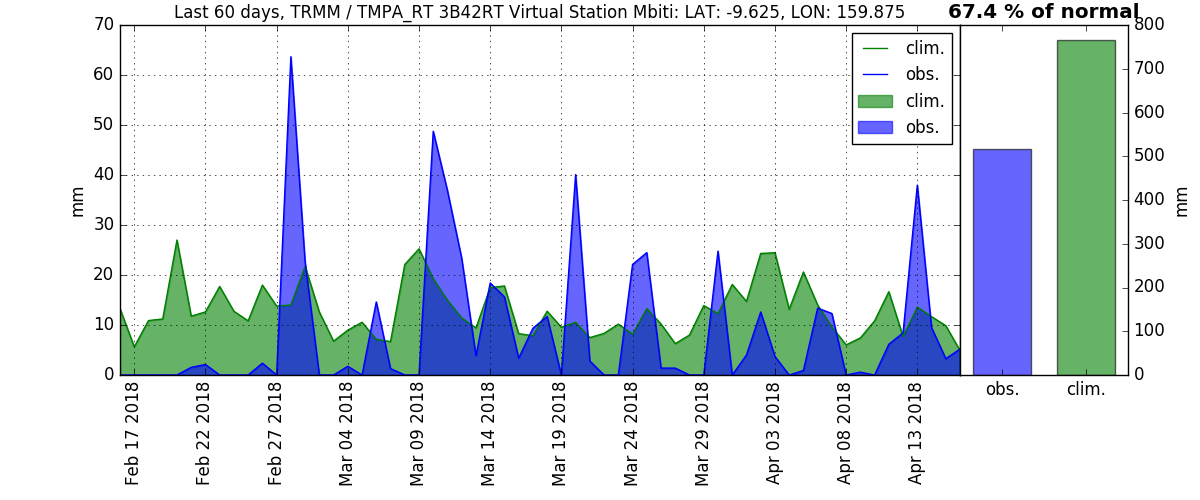 Last 60 days, TRMM / TMPA_RT 3B42RT Virtual Station Mbiti: LAT: -9.625, LON: 159.875
67.4 % of normal
clim.
obs.
clim.
obs.
70
60
50
40
30
20
10
0
mm
Feb 17 2018
Feb 22 2018
Feb 27 2018
Mar 04 2018
Mar 09 2018
Mar 14 2018
Mar 19 2018
Mar 24 2018
Mar 29 2018
Apr 03 2018
Apr 08 2018
Apr 13 2018
800
700
600
500
400
300
200
100
0
mm
obs.
clim.